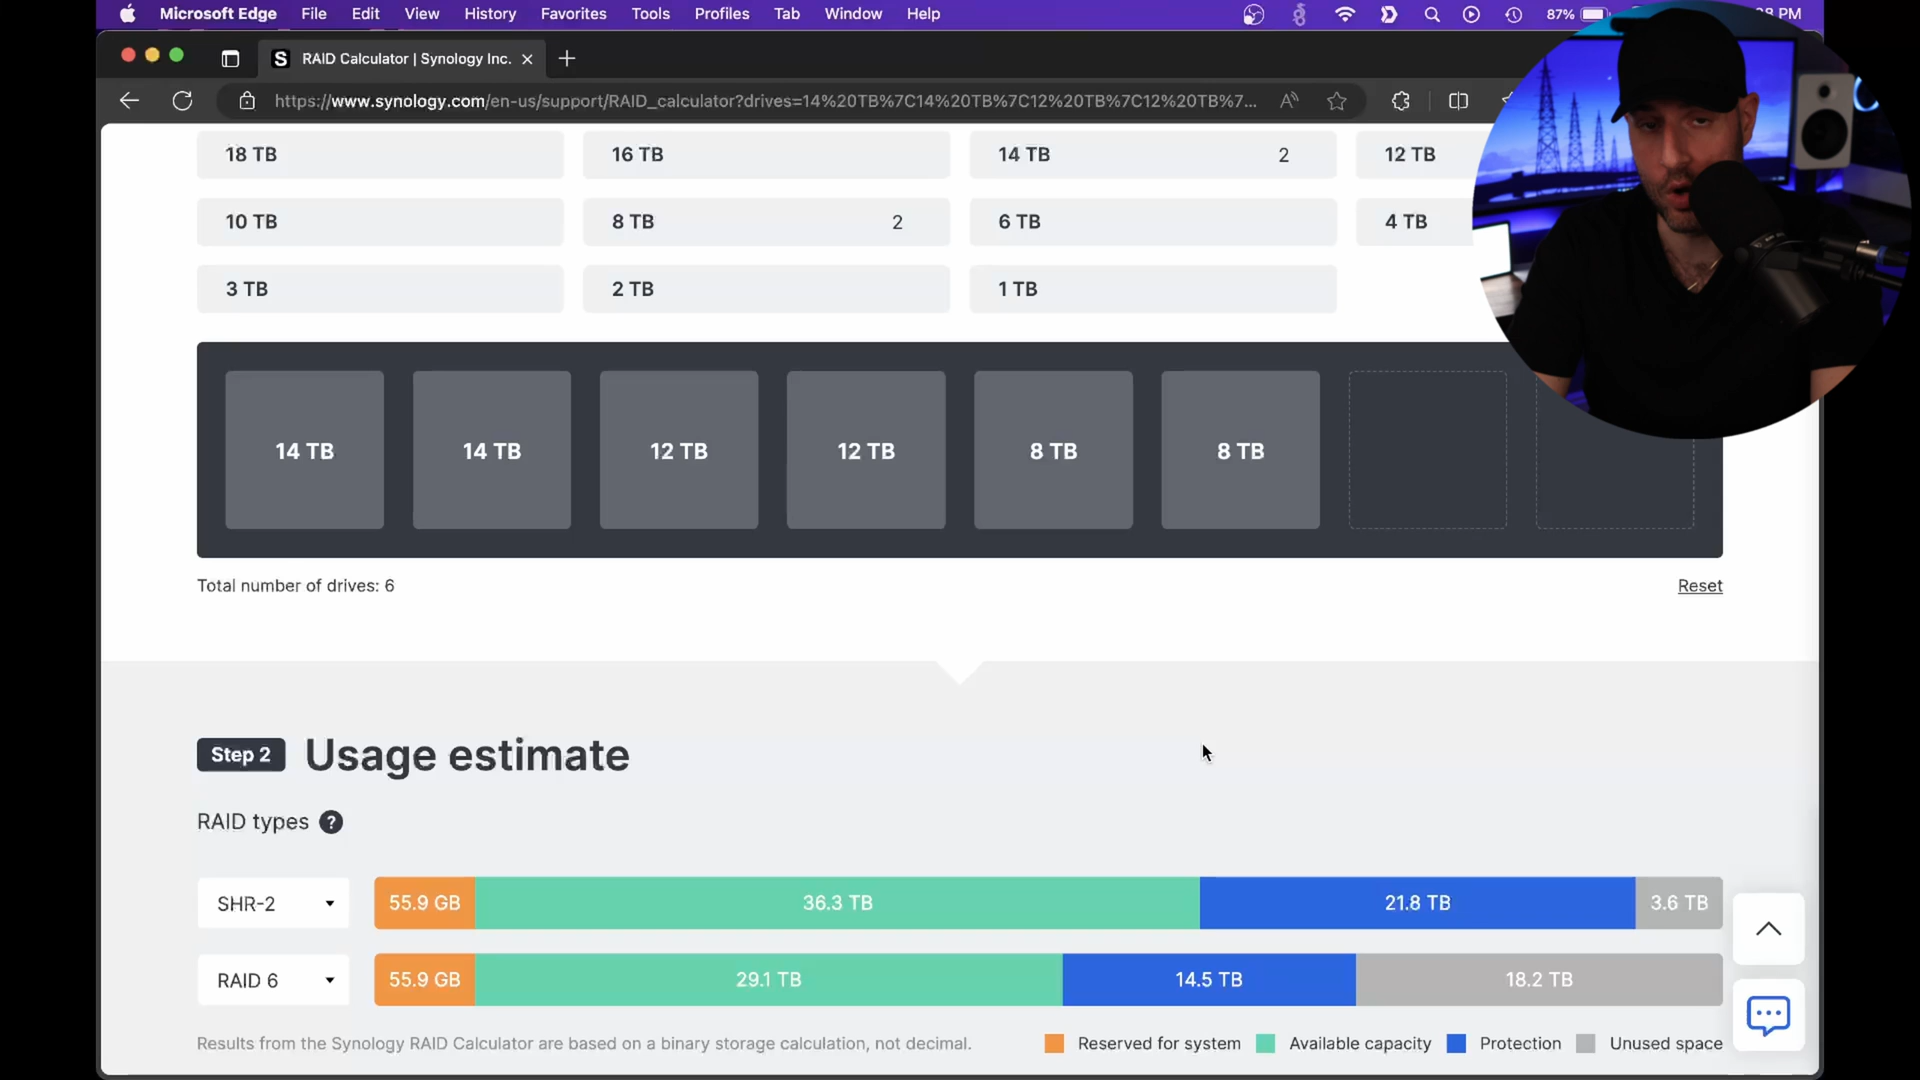 Microsoft Edge File Edit View History Favorites Tools Profiles Tab Window Help 87% 8 PM
RAID Calculator | Synology Inc.
https://www.synology.com/en-us/support/RAID_calculator?drives=14%20TB%7C14%20TB%7C12%20TB%7C12%20TB%7...
18 TB 16 TB 14 TB 2 12 TB
10 TB 8 TB 2 6 TB 4 TB
3 TB 2 TB 1 TB
14 TB 14 TB 12 TB 12 TB 8 TB 8 TB
Total number of drives: 6 Reset
Step 2 Usage estimate
RAID types ?
SHR-2 55.9 GB 36.3 TB 21.8 TB 3.6 TB
RAID 6 55.9 GB 29.1 TB 14.5 TB 18.2 TB
Results from the Synology RAID Calculator are based on a binary storage calculation, not decimal. Reserved for system Available capacity Protection Unused space